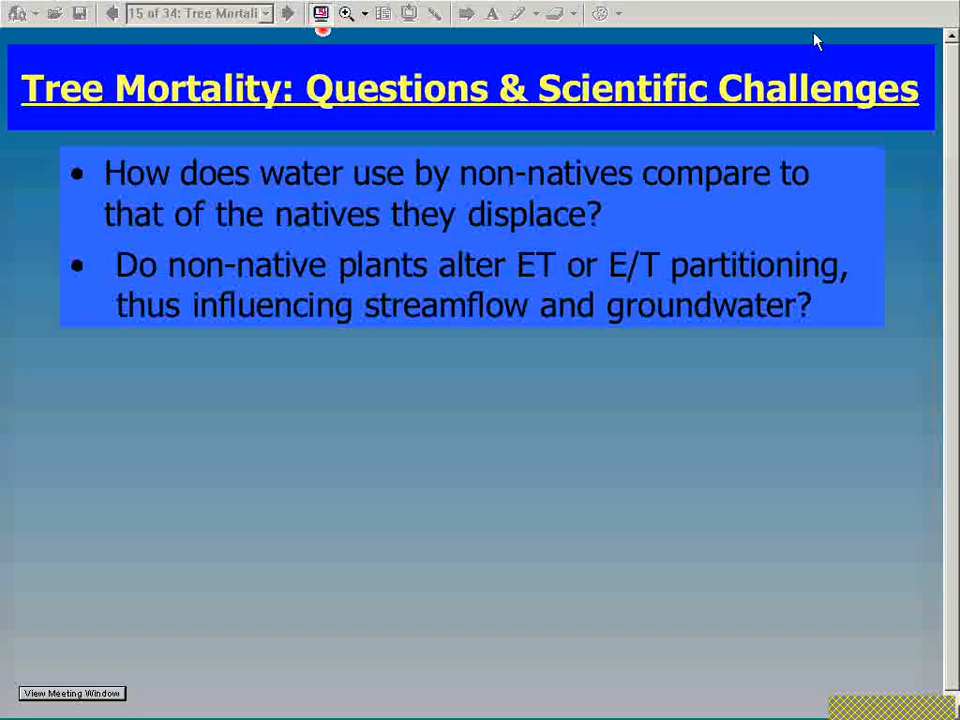 15 of 34: Tree Mortali
Tree Mortality: Questions & Scientific Challenges
• How does water use by non-natives compare to
that of the natives they displace?
• Do non-native plants alter ET or E/T partitioning,
thus influencing streamflow and groundwater?
View Meeting Window